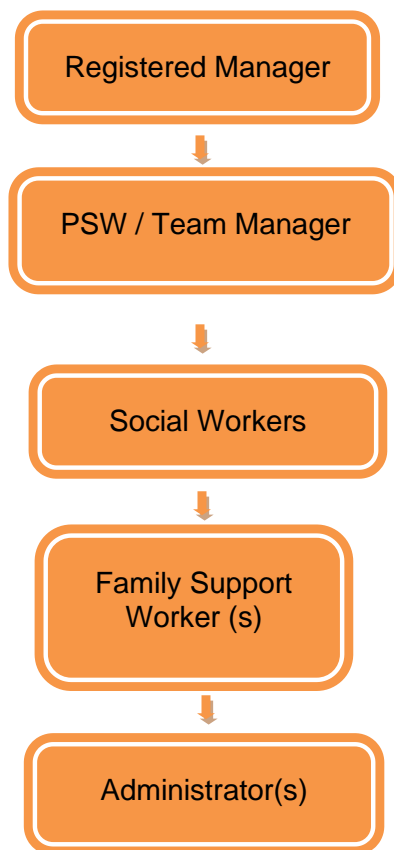 Registered Manager
PSW / Team Manager
Social Workers
Family Support
Worker (s)
Administrator(s)